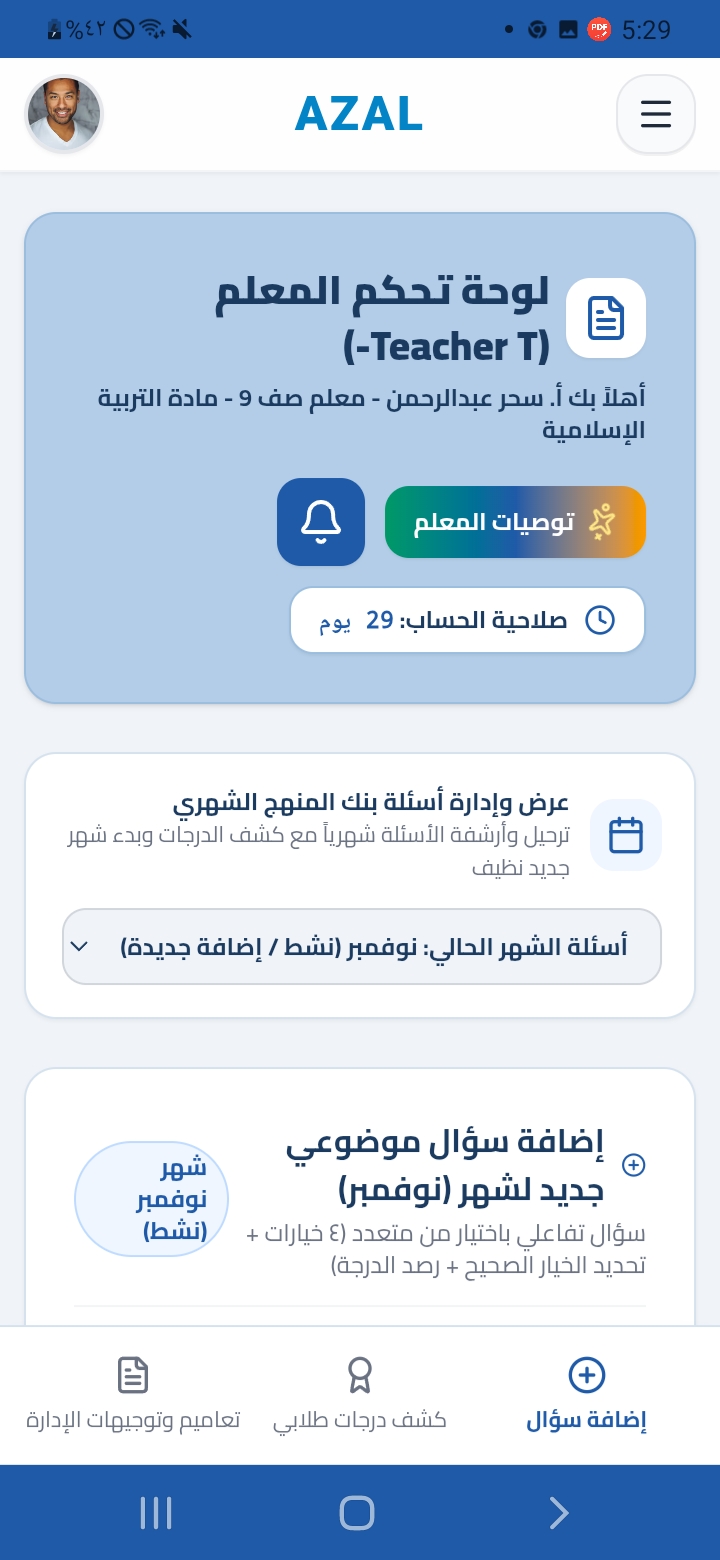 5:29
PDF
%٤٢
AZAL
لوحة تحكم المعلم
(Teacher T-)
أهلاً بك أ. سحر عبدالرحمن - معلم صف 9 - مادة التربية
الإسلامية
توصيات المعلم
صلاحية الحساب: 29 يوم
عرض وإدارة أسئلة بنك المنهج الشهري
ترحيل وأرشفة الأسئلة شهرياً مع كشف الدرجات وبدء شهر
جديد نظيف
أسئلة الشهر الحالي: نوفمبر (نشط / إضافة جديدة)
إضافة سؤال موضوعي
جديد لشهر (نوفمبر)
سؤال تفاعلي باختيار من متعدد (٤ خيارات +
تحديد الخيار الصحيح + رصد الدرجة)
شهر
نوفمبر
(نشط)
إضافة سؤال
كشف درجات طلابي
تعاميم وتوجيهات الإدارة